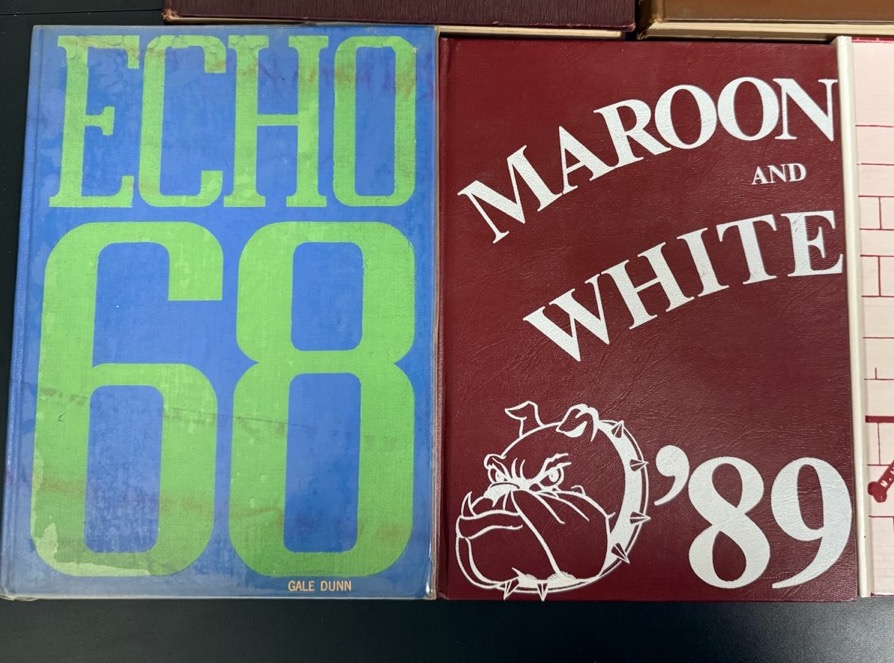 ECHO
68
GALE DUNN
MAROON
AND
WHITE
'89